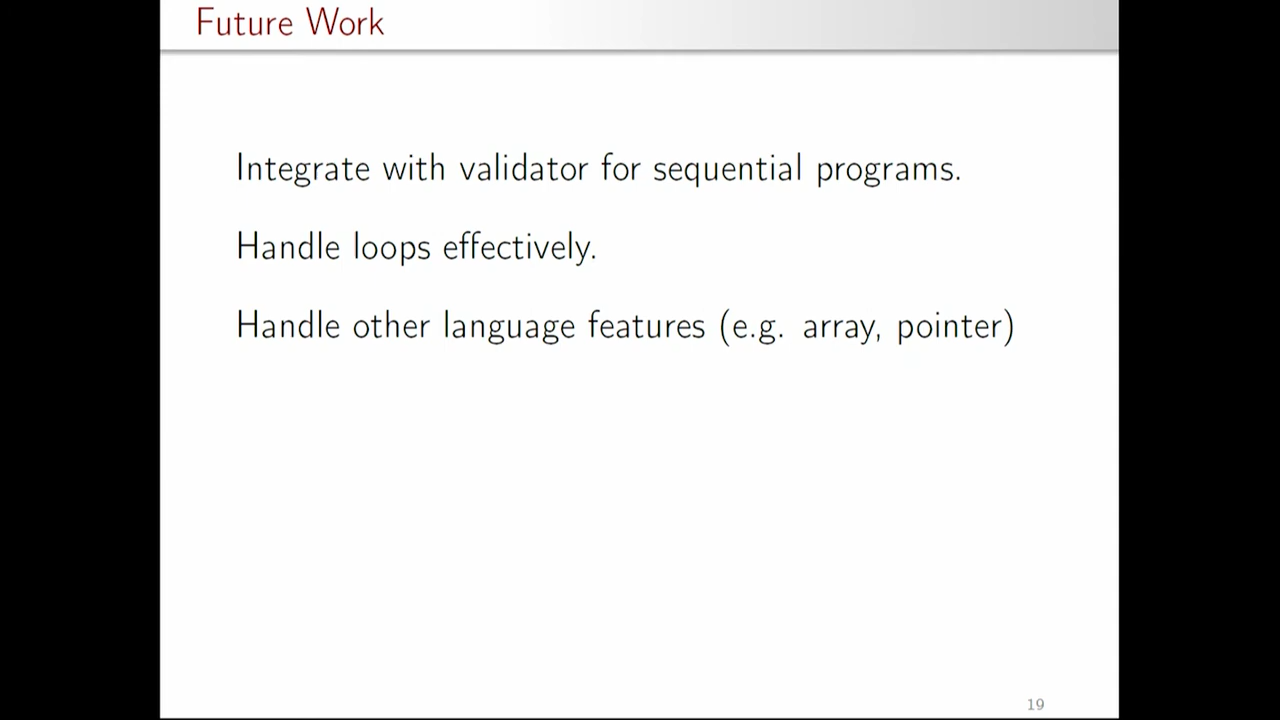 Future Work
Integrate with validator for sequential programs.
Handle loops effectively.
Handle other language features (e.g. array, pointer)
19